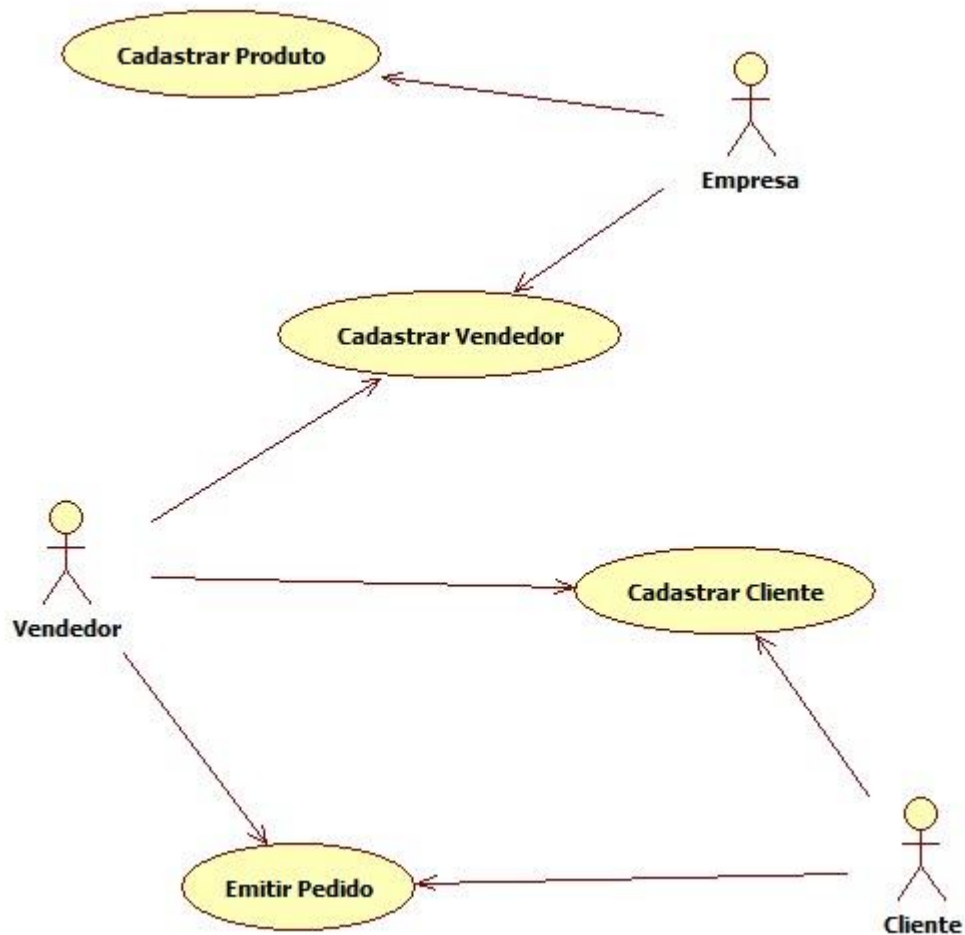 Cadastrar Produto
Empresa
Cadastrar Vendedor
Vendedor
Cadastrar Cliente
Emitir Pedido
Cliente